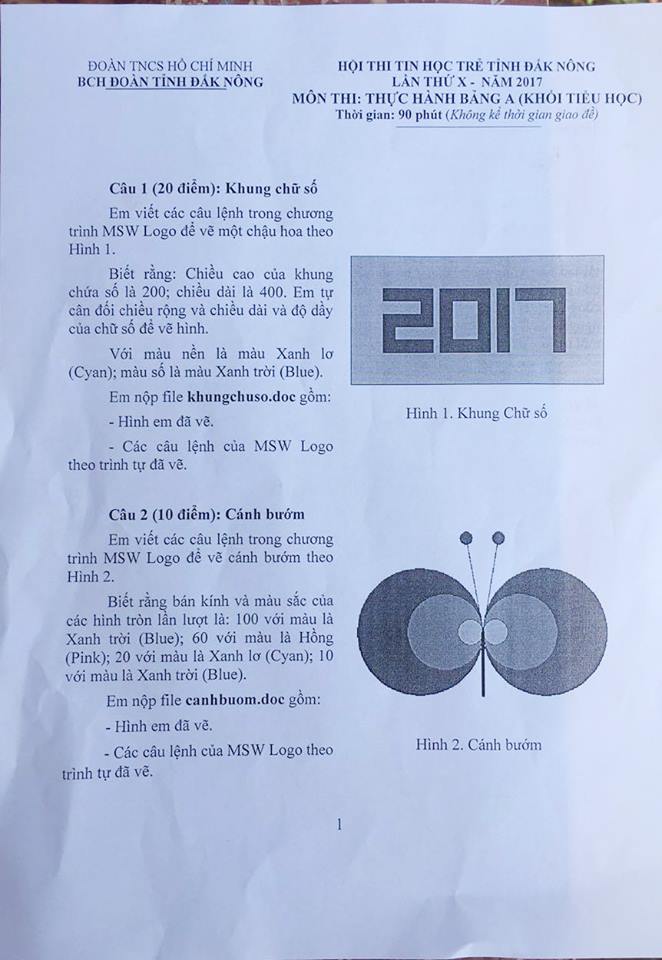 ĐOÀN TNCS HỒ CHÍ MINH
BCH ĐOÀN TỈNH ĐẮK NÔNG
HỘI THI TIN HỌC TRẺ TỈNH ĐẮK NÔNG
LẦN THỨ X - NĂM 2017
MÔN THI: THỰC HÀNH BẢNG A (KHỐI TIỂU HỌC)
Thời gian: 90 phút (Không kể thời gian giao đề)
Câu 1 (20 điểm): Khung chữ số
Em viết các câu lệnh trong chương
trình MSW Logo để vẽ một chậu hoa theo
Hình 1.
Biết rằng: Chiều cao của khung
chứa số là 200; chiều dài là 400. Em tự
cân đối chiều rộng và chiều dài và độ dầy
của chữ số để vẽ hình.
Với màu nền là màu Xanh lơ
(Cyan); màu số là màu Xanh trời (Blue).
Em nộp file khungchuso.doc gồm:
- Hình em đã vẽ.
- Các câu lệnh của MSW Logo
theo trình tự đã vẽ.
2017
Hình 1. Khung Chữ số
Câu 2 (10 điểm): Cánh bướm
Em viết các câu lệnh trong chương
trình MSW Logo để vẽ cánh bướm theo
Hình 2.
Biết rằng bán kính và màu sắc của
các hình tròn lần lượt là: 100 với màu là
Xanh trời (Blue); 60 với màu là Hồng
(Pink); 20 với màu là Xanh lơ (Cyan); 10
với màu là Xanh trời (Blue).
Em nộp file canhbuom.doc gồm:
- Hình em đã vẽ.
- Các câu lệnh của MSW Logo theo
trình tự đã vẽ.
Hình 2. Cánh bướm
1